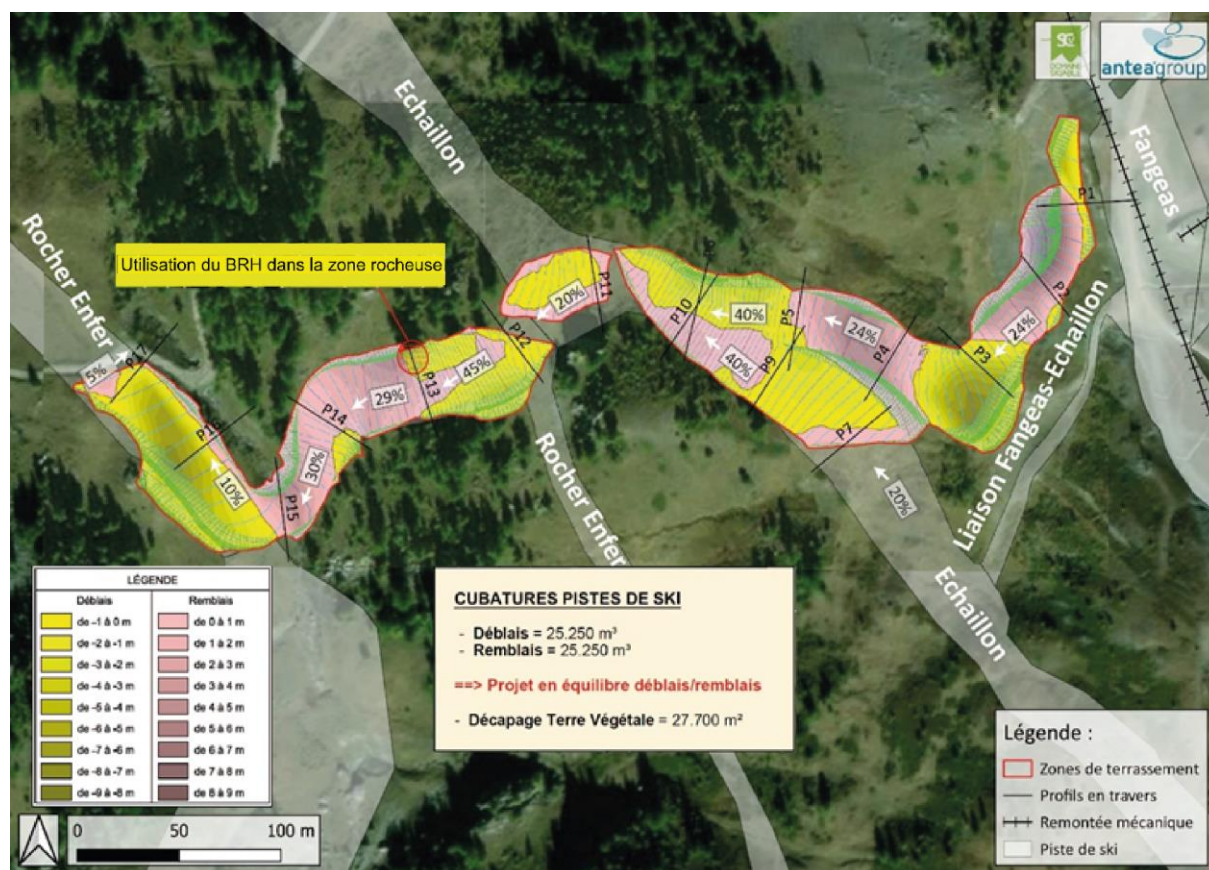 SC
DOMAINE
SKIABLE
anteagroup
Echaillon
Fangeas
P1
Rocher Enfer
Utilisation du BRH dans la zone rocheuse
P11
20%
P10
40%
P5
24%
P4
P2
24%
P3
P12
5%
P17
45%
P13
29%
P14
40%
P9
P7
Liaison Fangeas-Echaillon
P16
10%
30%
P15
Rocher Enfer
20%
Echaillon
LÉGENDE
Déblais Remblais
de -1 à 0 m de 0 à 1 m
de -2 à -1 m de 1 à 2 m
de -3 à -2 m de 2 à 3 m
de -4 à -3 m de 3 à 4 m
de -5 à -4 m de 4 à 5 m
de -6 à -5 m de 5 à 6 m
de -7 à -6 m de 6 à 7 m
de -8 à -7 m de 7 à 8 m
de -9 à -8 m de 8 à 9 m
CUBATURES PISTES DE SKI
- Déblais = 25.250 m³
- Remblais = 25.250 m³
==> Projet en équilibre déblais/remblais
- Décapage Terre Végétale = 27.700 m²
Légende :
Zones de terrassement
Profils en travers
Remontée mécanique
Piste de ski
0 50 100 m